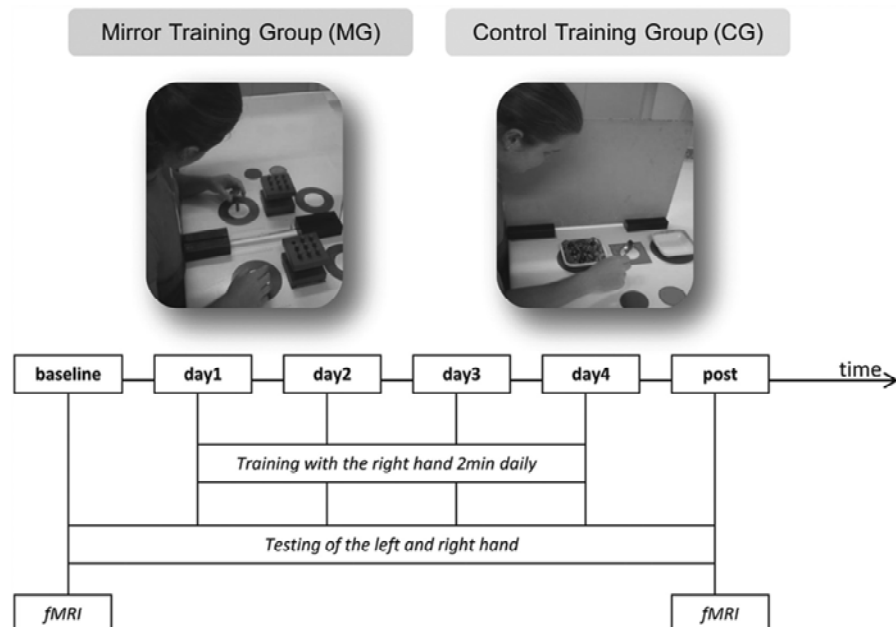 Mirror Training Group (MG)
Control Training Group (CG)
baseline
day1
day2
day3
day4
post
time
Training with the right hand 2min daily
Testing of the left and right hand
fMRI
fMRI